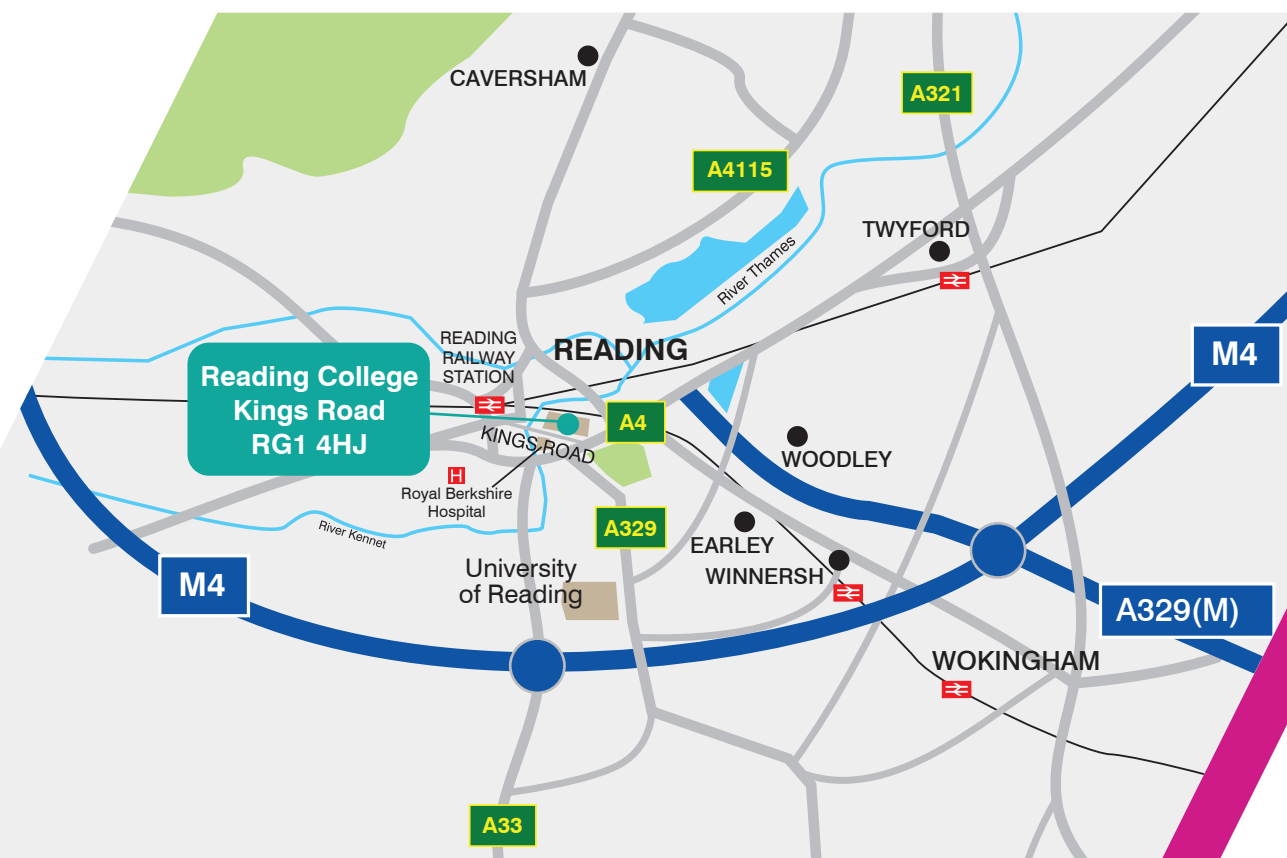 CAVERSHAM
A321
A4115
TWYFORD
River Thames
READING
RAILWAY
STATION
READING
M4
Reading College
Kings Road
RG1 4HJ
A4
KINGS ROAD
WOODLEY
H
Royal Berkshire
Hospital
River Kennet
A329
EARLEY
WINNERSH
University
of Reading
M4
A329(M)
WOKINGHAM
A33